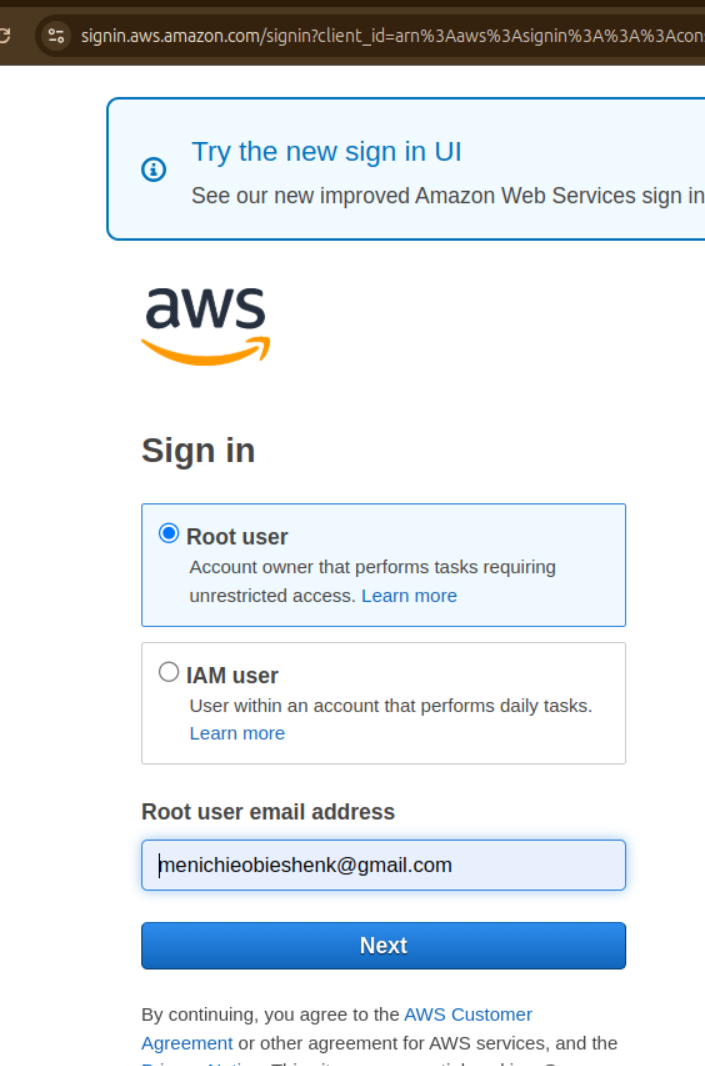 signin.aws.amazon.com/signin?client_id=arn%3Aaws%3Asignin%3A%3A%3Acon
Try the new sign in UI
See our new improved Amazon Web Services sign in
aws
Sign in
Root user
Account owner that performs tasks requiring
unrestricted access. Learn more
IAM user
User within an account that performs daily tasks.
Learn more
Root user email address
menichieobieshenk@gmail.com
Next
By continuing, you agree to the AWS Customer
Agreement or other agreement for AWS services, and the